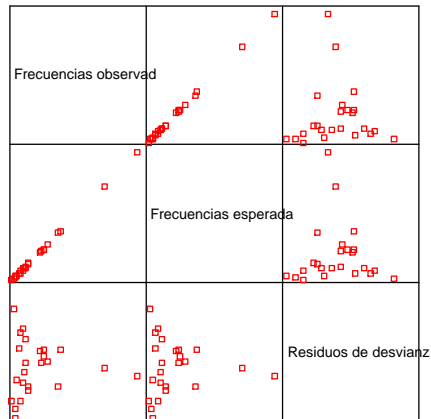 Frecuencias observad
Frecuencias esperada
Residuos de desvianz